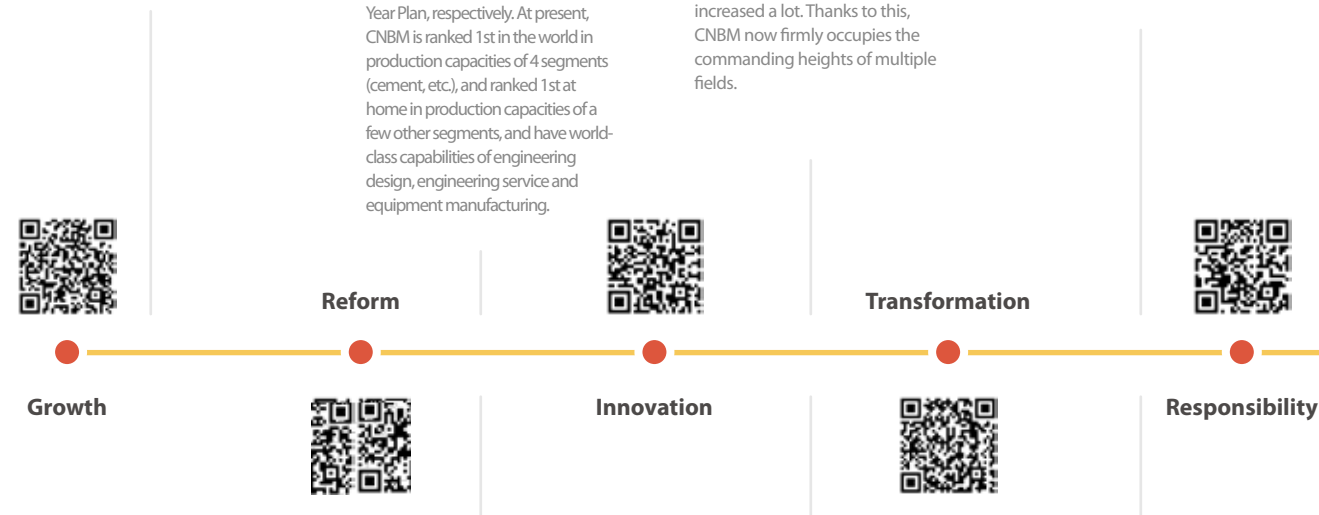 Year Plan, respectively. At present,
CNBM is ranked 1st in the world in
production capacities of 4 segments
(cement, etc.), and ranked 1st at
home in production capacities of a
few other segments, and have world-
class capabilities of engineering
design, engineering service and
equipment manufacturing.
increased a lot. Thanks to this,
CNBM now firmly occupies the
commanding heights of multiple
fields.
Reform
Transformation
Growth
Innovation
Responsibility